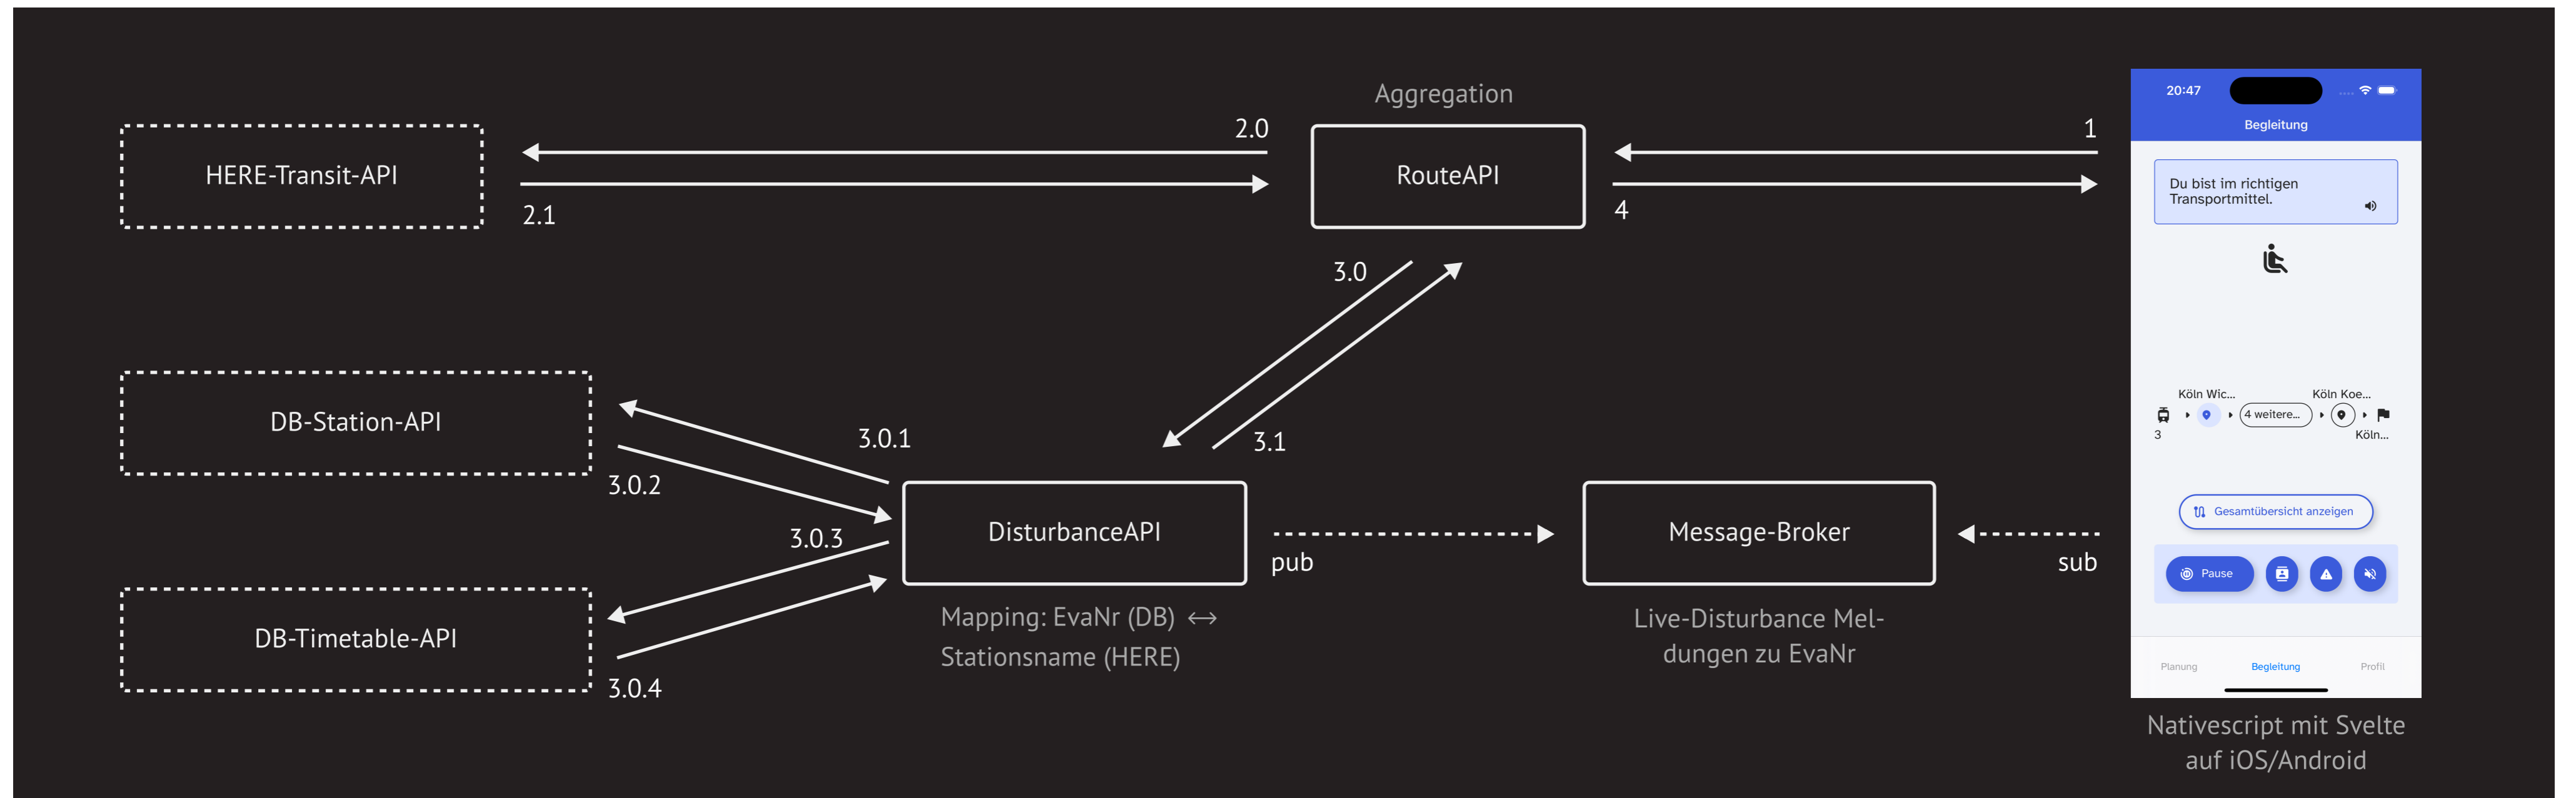 Aggregation
HERE-Transit-API
2.0
2.1
RouteAPI
1
4
3.0
3.1
DB-Station-API
3.0.1
3.0.2
3.0.3
3.0.4
DB-Timetable-API
DisturbanceAPI
Mapping: EvaNr (DB) ↔
Stationsname (HERE)
pub
Message-Broker
Live-Disturbance Mel-
dungen zu EvaNr
sub
20:47
Begleitung
Du bist im richtigen
Transportmittel.
Köln Wic...
Köln Koe...
4 weitere...
3
Köln...
Gesamtübersicht anzeigen
Pause
Planung
Begleitung
Profil
Nativescript mit Svelte
auf iOS/Android